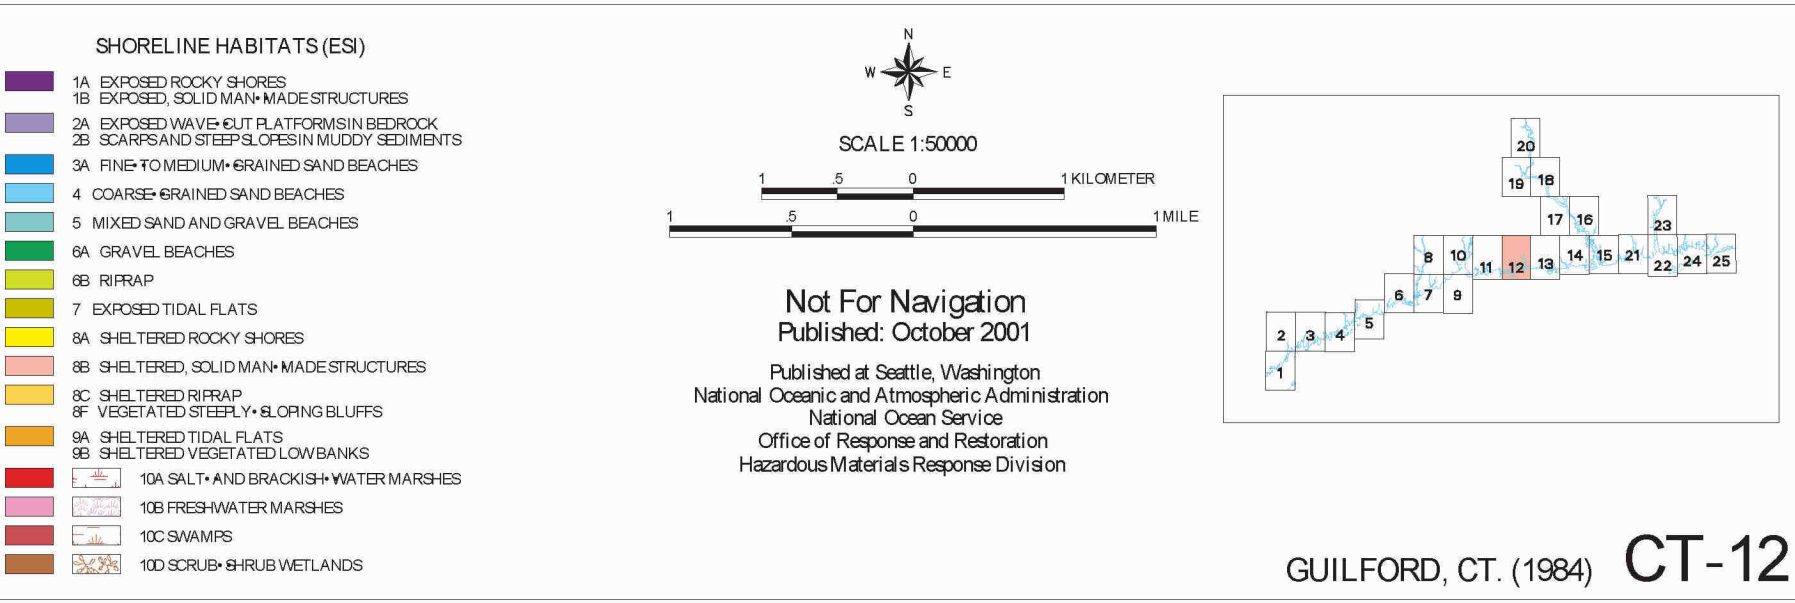 SHORELINE HABITATS (ESI)
1A EXPOSED ROCKY SHORES
1B EXPOSED, SOLID MAN•MADE STRUCTURES
2A EXPOSED WAVE•CUT PLATFORMS IN BEDROCK
2B SCARPS AND STEEP SLOPES IN MUDDY SEDIMENTS
3A FINE•TO MEDIUM•GRAINED SAND BEACHES
4 COARSE•GRAINED SAND BEACHES
5 MIXED SAND AND GRAVEL BEACHES
6A GRAVEL BEACHES
6B RIPRAP
7 EXPOSED TIDAL FLATS
8A SHELTERED ROCKY SHORES
8B SHELTERED, SOLID MAN•MADE STRUCTURES
8C SHELTERED RIPRAP
8F VEGETATED STEEPLY•SLOPING BLUFFS
9A SHELTERED TIDAL FLATS
9B SHELTERED VEGETATED LOW BANKS
10A SALT•AND BRACKISH•WATER MARSHES
10B FRESHWATER MARSHES
10C SWAMPS
10D SCRUB•SHRUB WETLANDS
N
W E
S
SCALE 1:50000
1 .5 0 1 KILOMETER
1 .5 0 1 MILE
Not For Navigation
Published: October 2001
Published at Seattle, Washington
National Oceanic and Atmospheric Administration
National Ocean Service
Office of Response and Restoration
Hazardous Materials Response Division
20
19 18
17 16
23
8 10 11 12 13 14 15 21 22 24 25
6 7 9
5
2 3 4
1
GUILFORD, CT. (1984) CT-12